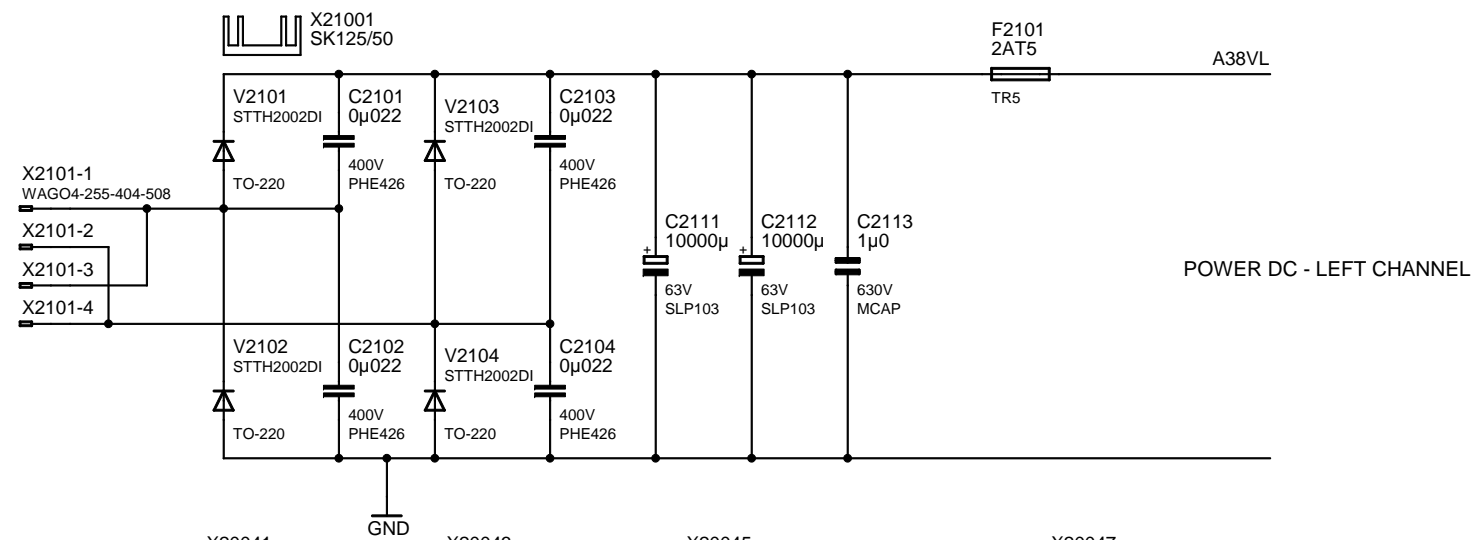 X21001
SK125/50
F2101
2AT5
A38VL
TR5
V2101
STTH2002DI
C2101
0µ022
V2103
STTH2002DI
C2103
0µ022
400V
PHE426
400V
PHE426
TO-220
TO-220
X2101-1
WAGO4-255-404-508
X2101-2
X2101-3
X2101-4
C2111
10000µ
+
63V
SLP103
C2112
10000µ
+
63V
SLP103
C2113
1µ0
630V
MCAP
POWER DC - LEFT CHANNEL
V2102
STTH2002DI
C2102
0µ022
V2104
STTH2002DI
C2104
0µ022
400V
PHE426
400V
PHE426
TO-220
TO-220
GND